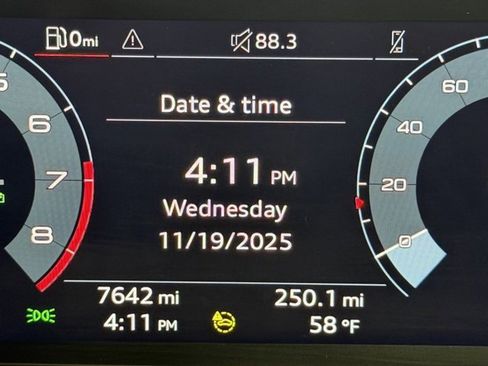 0mi 88.3
Date & time
4:11 PM
Wednesday
11/19/2025
7642 mi 250.1 mi
4:11 PM 58 °F
5
6
7
8
60
40
20
0